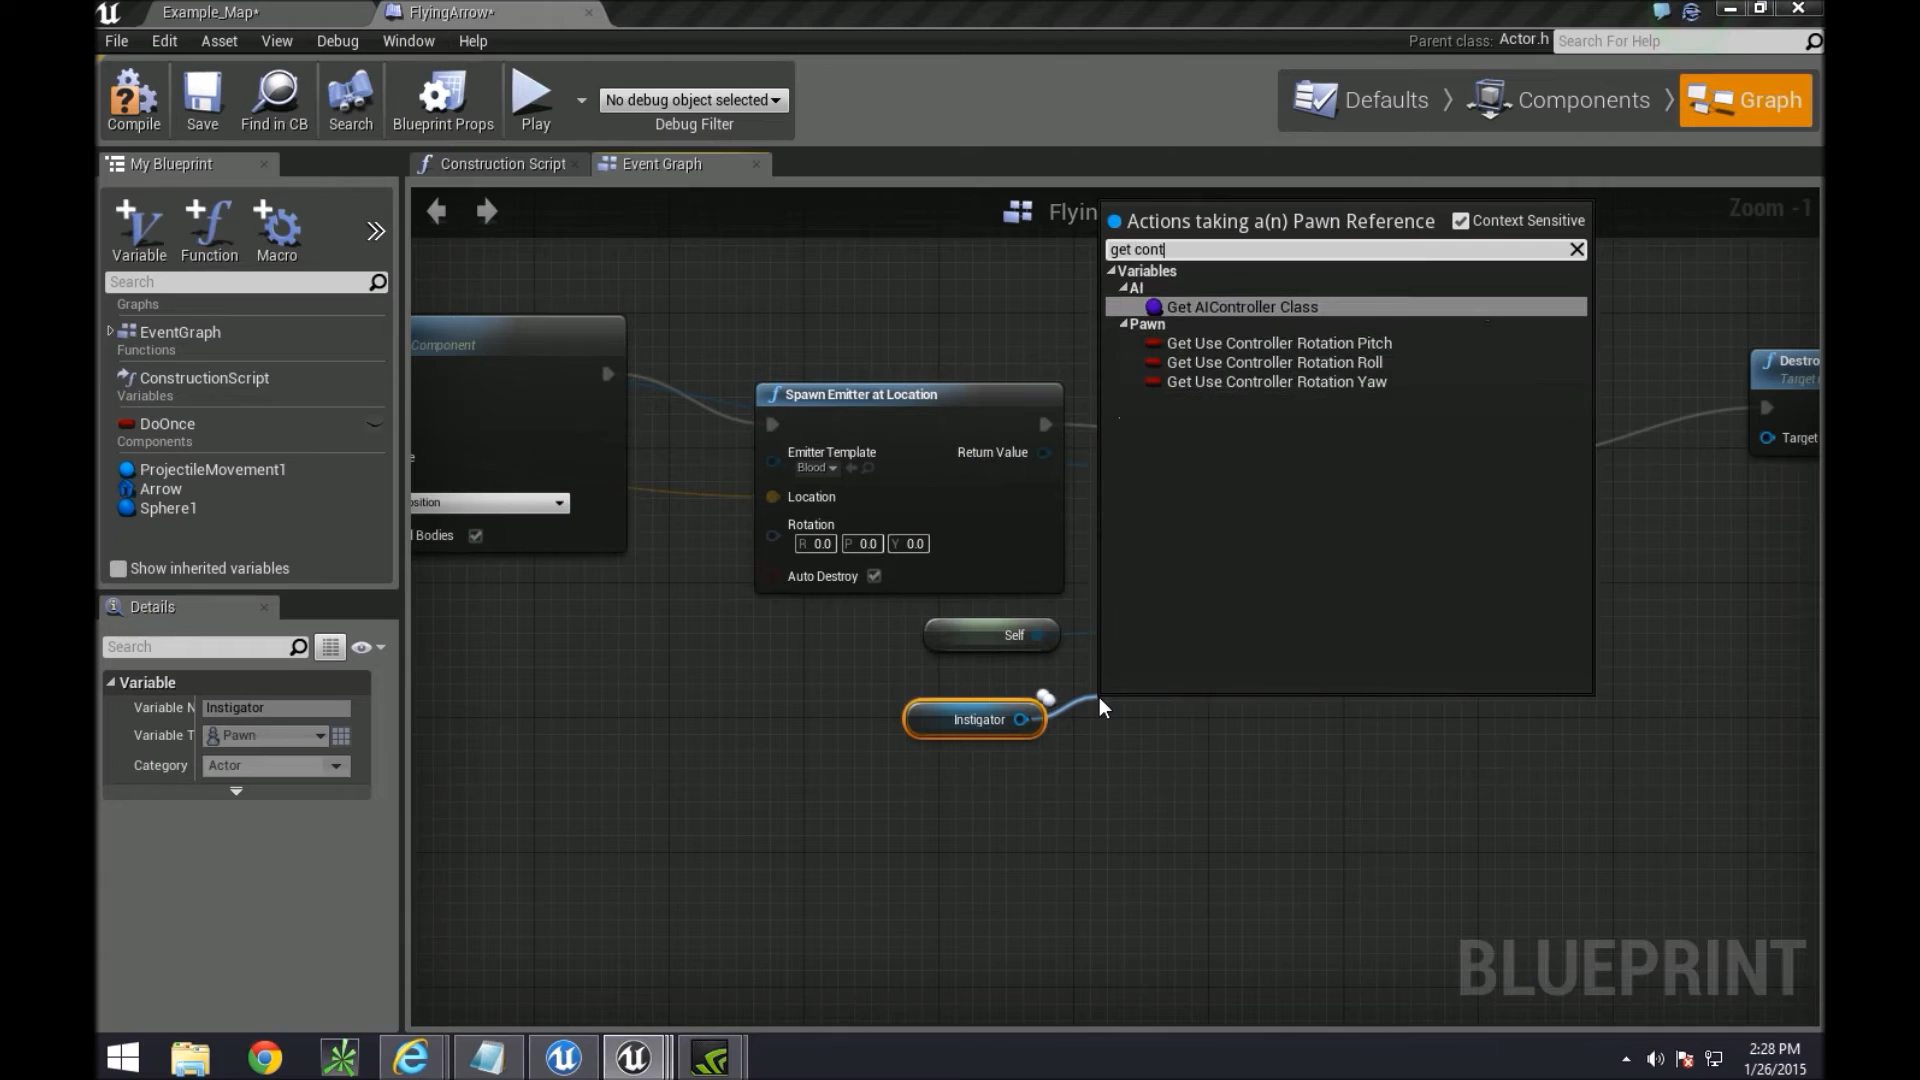 Example_Map*
FlyingArrow*
File Edit Asset View Debug Window Help
Parent class: Actor.h Search For Help
Compile Save Find in CB Search Blueprint Props Play
No debug object selected
Debug Filter
Defaults Components Graph
My Blueprint
Construction Script Event Graph
Variable Function Macro
Search
Graphs
EventGraph
Functions
ConstructionScript
Variables
DoOnce
Components
ProjectileMovement1
Arrow
Sphere1
Show inherited variables
Details
Search
Variable
Variable N Instigator
Variable T Pawn
Category Actor
Flyin
Zoom -1
Actions taking a(n) Pawn Reference Context Sensitive
get cont
Variables
AI
Get AIController Class
Pawn
Get Use Controller Rotation Pitch
Get Use Controller Rotation Roll
Get Use Controller Rotation Yaw
Component
osition
l Bodies
Spawn Emitter at Location
Emitter Template
Blood
Return Value
Location
Rotation
R 0.0 P 0.0 Y 0.0
Auto Destroy
Self
Instigator
Destro
Target
Target
BLUEPRINT
2:28 PM
1/26/2015